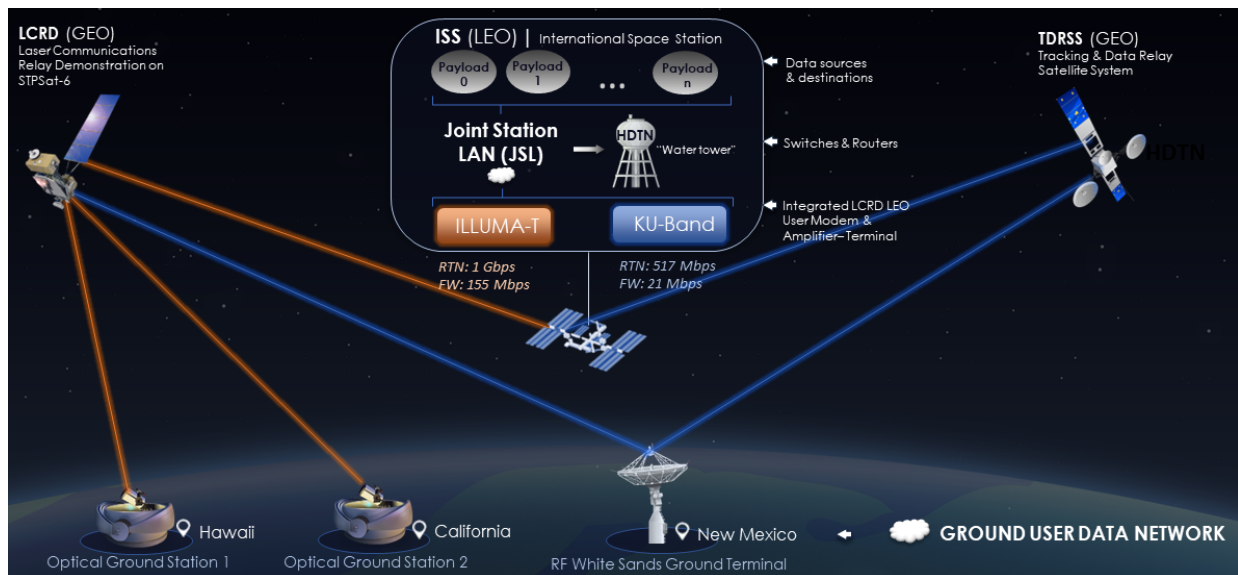 LCRD (GEO)
Laser Communications
Relay Demonstration on
STPSat-6
ISS (LEO) | International Space Station
Payload
0
Payload
1
...
Payload
n
Data sources
& destinations
Joint Station
LAN (JSL)
HDTN
"Water tower"
Switches & Routers
ILLUMA-T
KU-Band
Integrated LCRD LEO
User Modem &
Amplifier–Terminal
RTN: 1 Gbps
FW: 155 Mbps
RTN: 517 Mbps
FW: 21 Mbps
TDRSS (GEO)
Tracking & Data Relay
Satellite System
HDTN
Hawaii
Optical Ground Station 1
California
Optical Ground Station 2
New Mexico
RF White Sands Ground Terminal
GROUND USER DATA NETWORK